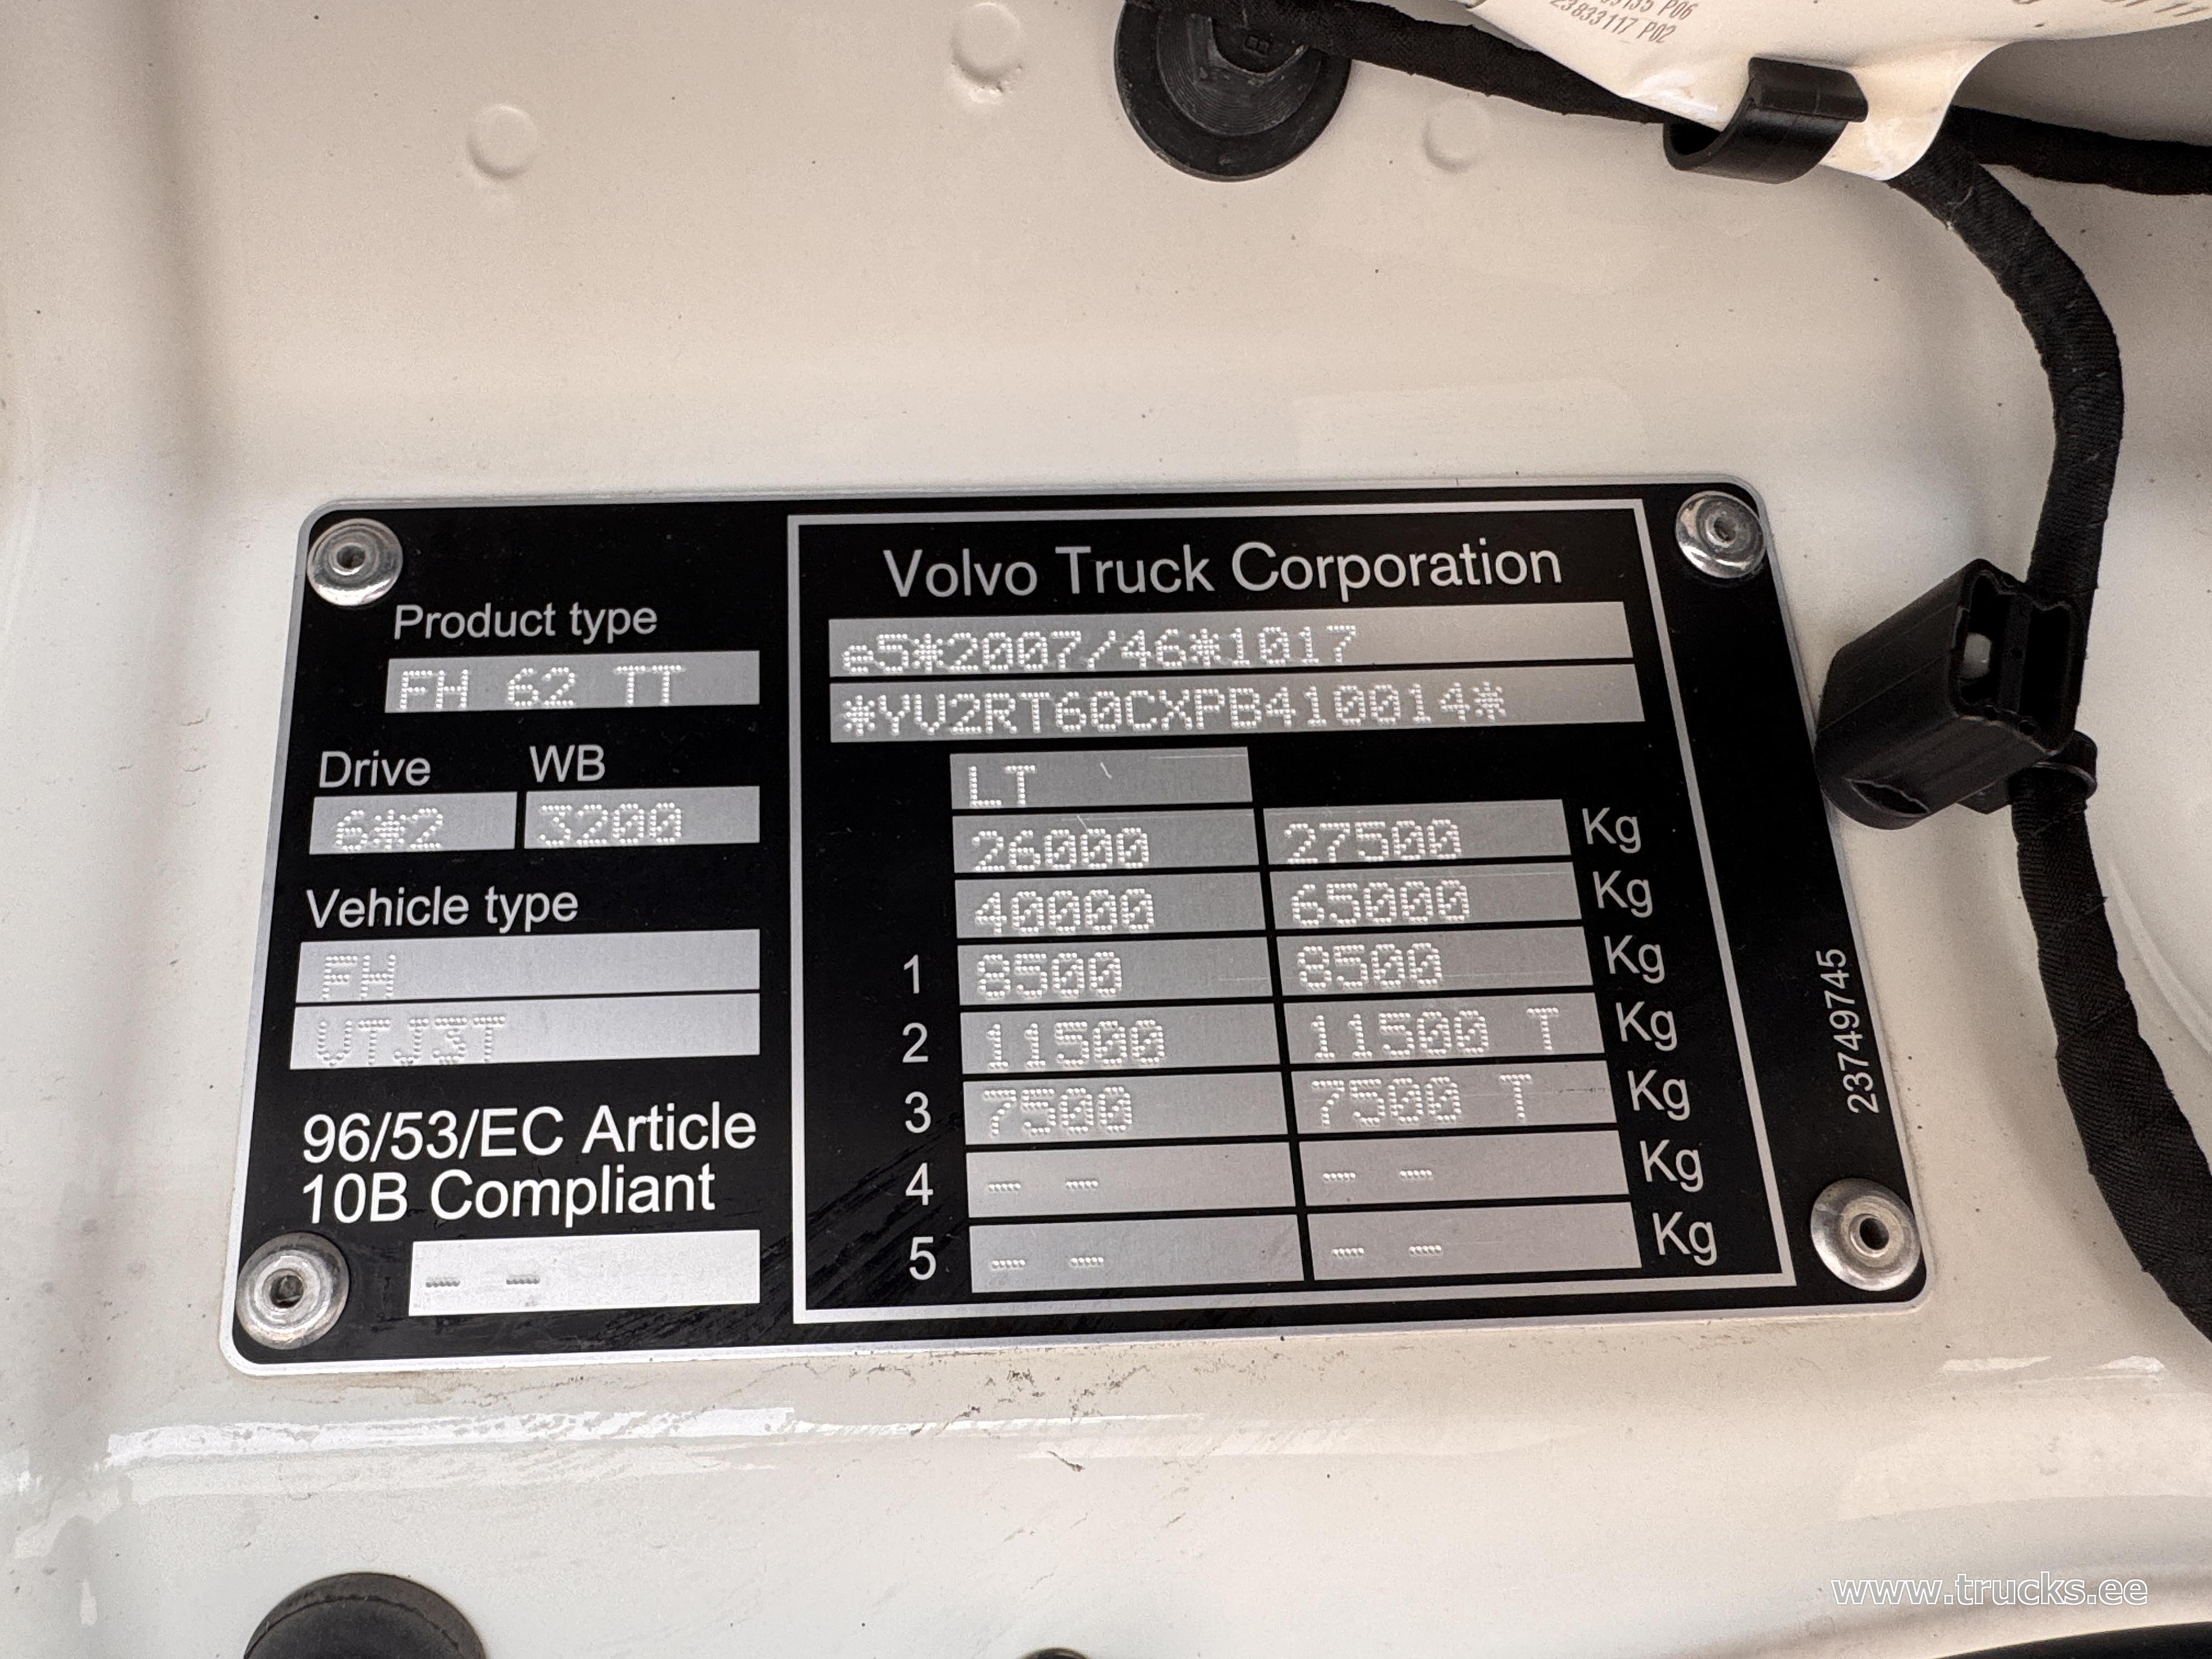 23833117 P02
Volvo Truck Corporation
Product type
FH 62 TT
e5*2007/46*1017
*YV2RT60CXPB410014*
Drive WB
6*2 3200
LT
26000 27500 Kg
40000 65000 Kg
Vehicle type
FH
VTJ3T
1 8500 8500 Kg
2 11500 11500 T Kg
3 7500 7500 T Kg
4 -- -- Kg
5 -- -- Kg
96/53/EC Article
10B Compliant
-- 
23749745
www.trucks.ee